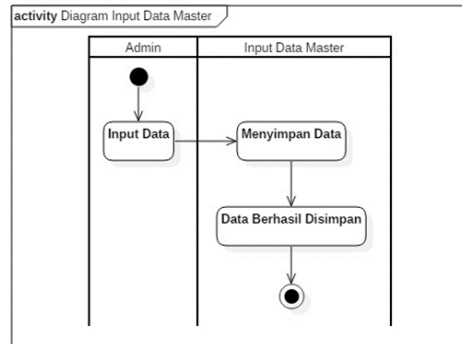 activity Diagram Input Data Master
Admin
Input Data Master
Input Data
Menyimpan Data
Data Berhasil Disimpan